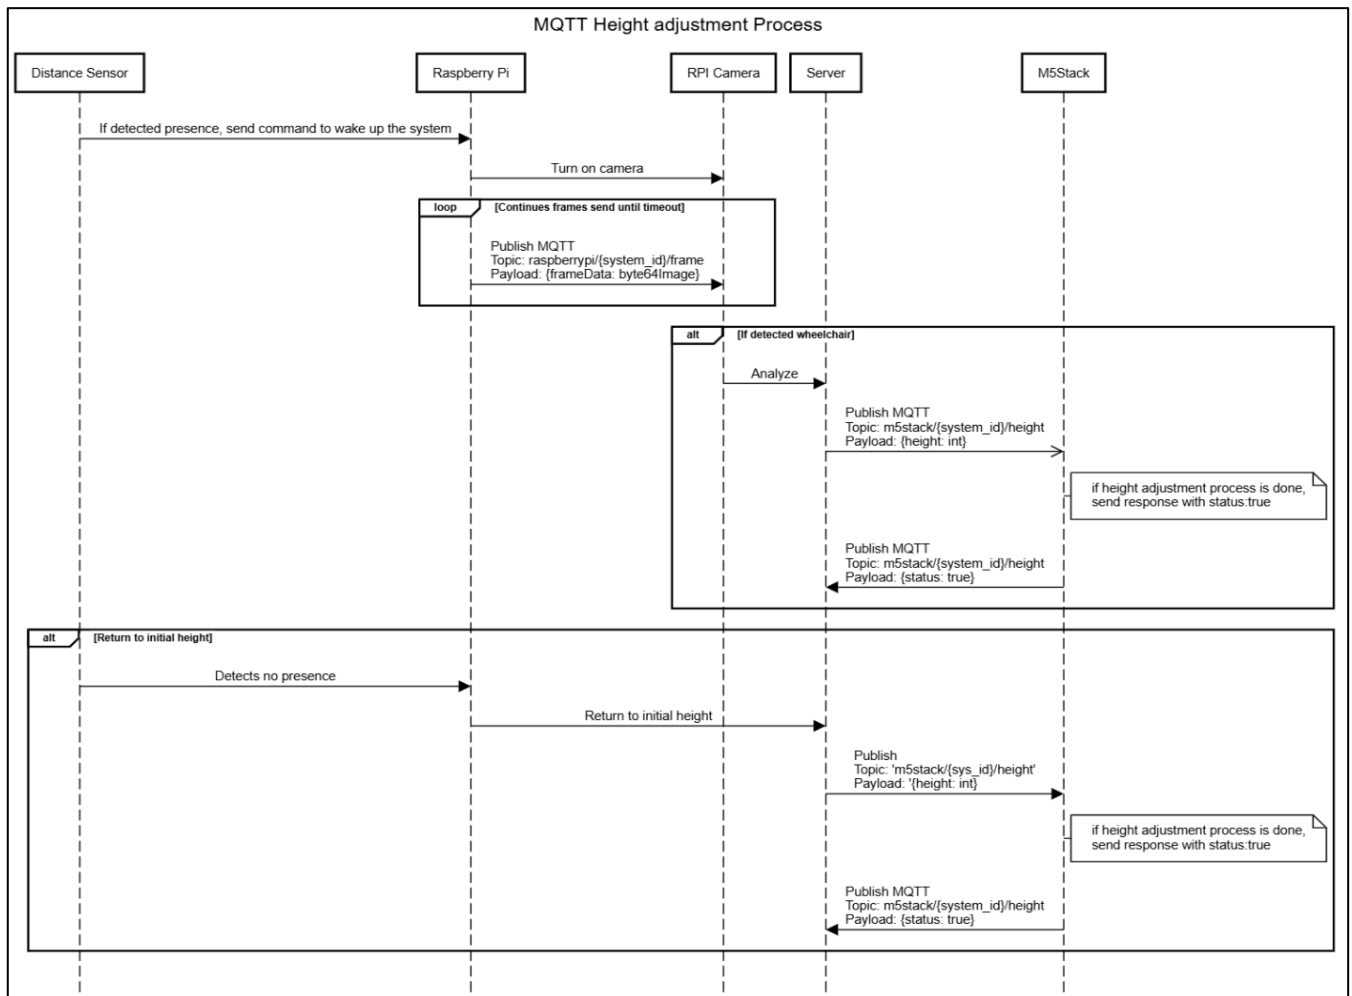 MQTT Height adjustment Process
Distance Sensor
Raspberry Pi
RPI Camera
Server
M5Stack
If detected presence, send command to wake up the system
Turn on camera
loop
[Continues frames send until timeout]
Publish MQTT
Topic: raspberrypi/{system_id}/frame
Payload: {frameData: byte64Image}
alt
[If detected wheelchair]
Analyze
Publish MQTT
Topic: m5stack/{system_id}/height
Payload: {height: int}
if height adjustment process is done,
send response with status:true
Publish MQTT
Topic: m5stack/{system_id}/height
Payload: {status: true}
alt
[Return to initial height]
Detects no presence
Return to initial height
Publish
Topic: 'm5stack/{sys_id}/height'
Payload: '{height: int}
if height adjustment process is done,
send response with status:true
Publish MQTT
Topic: m5stack/{system_id}/height
Payload: {status: true}